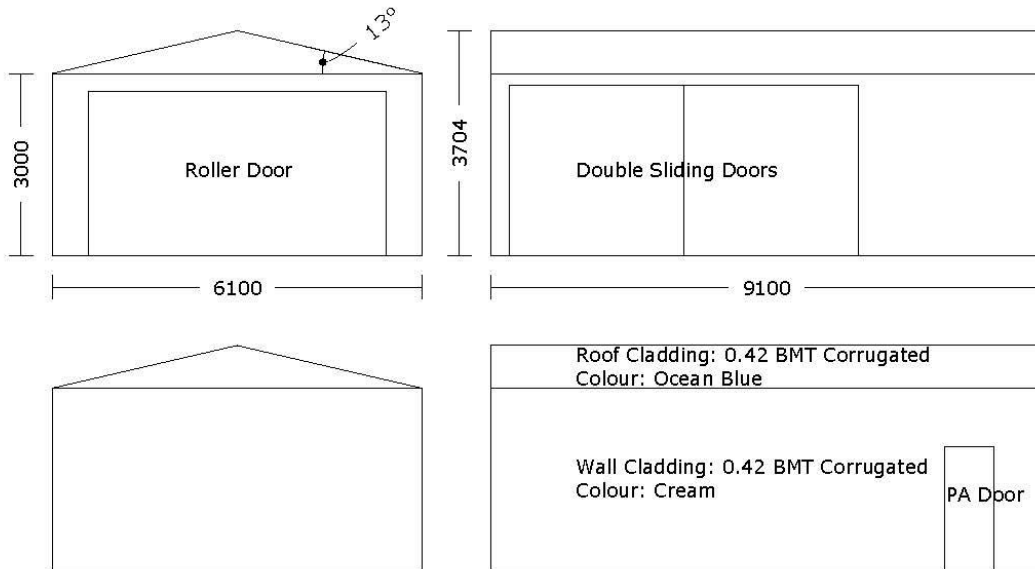 13°
3000
Roller Door
3704
Double Sliding Doors
6100
9100
Roof Cladding: 0.42 BMT Corrugated
Colour: Ocean Blue
Wall Cladding: 0.42 BMT Corrugated
Colour: Cream
PA Door